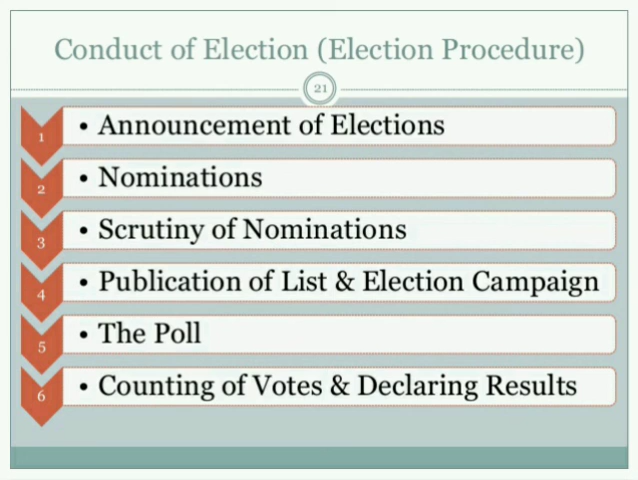 Conduct of Election (Election Procedure)
21
1 • Announcement of Elections
2 • Nominations
3 • Scrutiny of Nominations
4 • Publication of List & Election Campaign
5 • The Poll
6 • Counting of Votes & Declaring Results